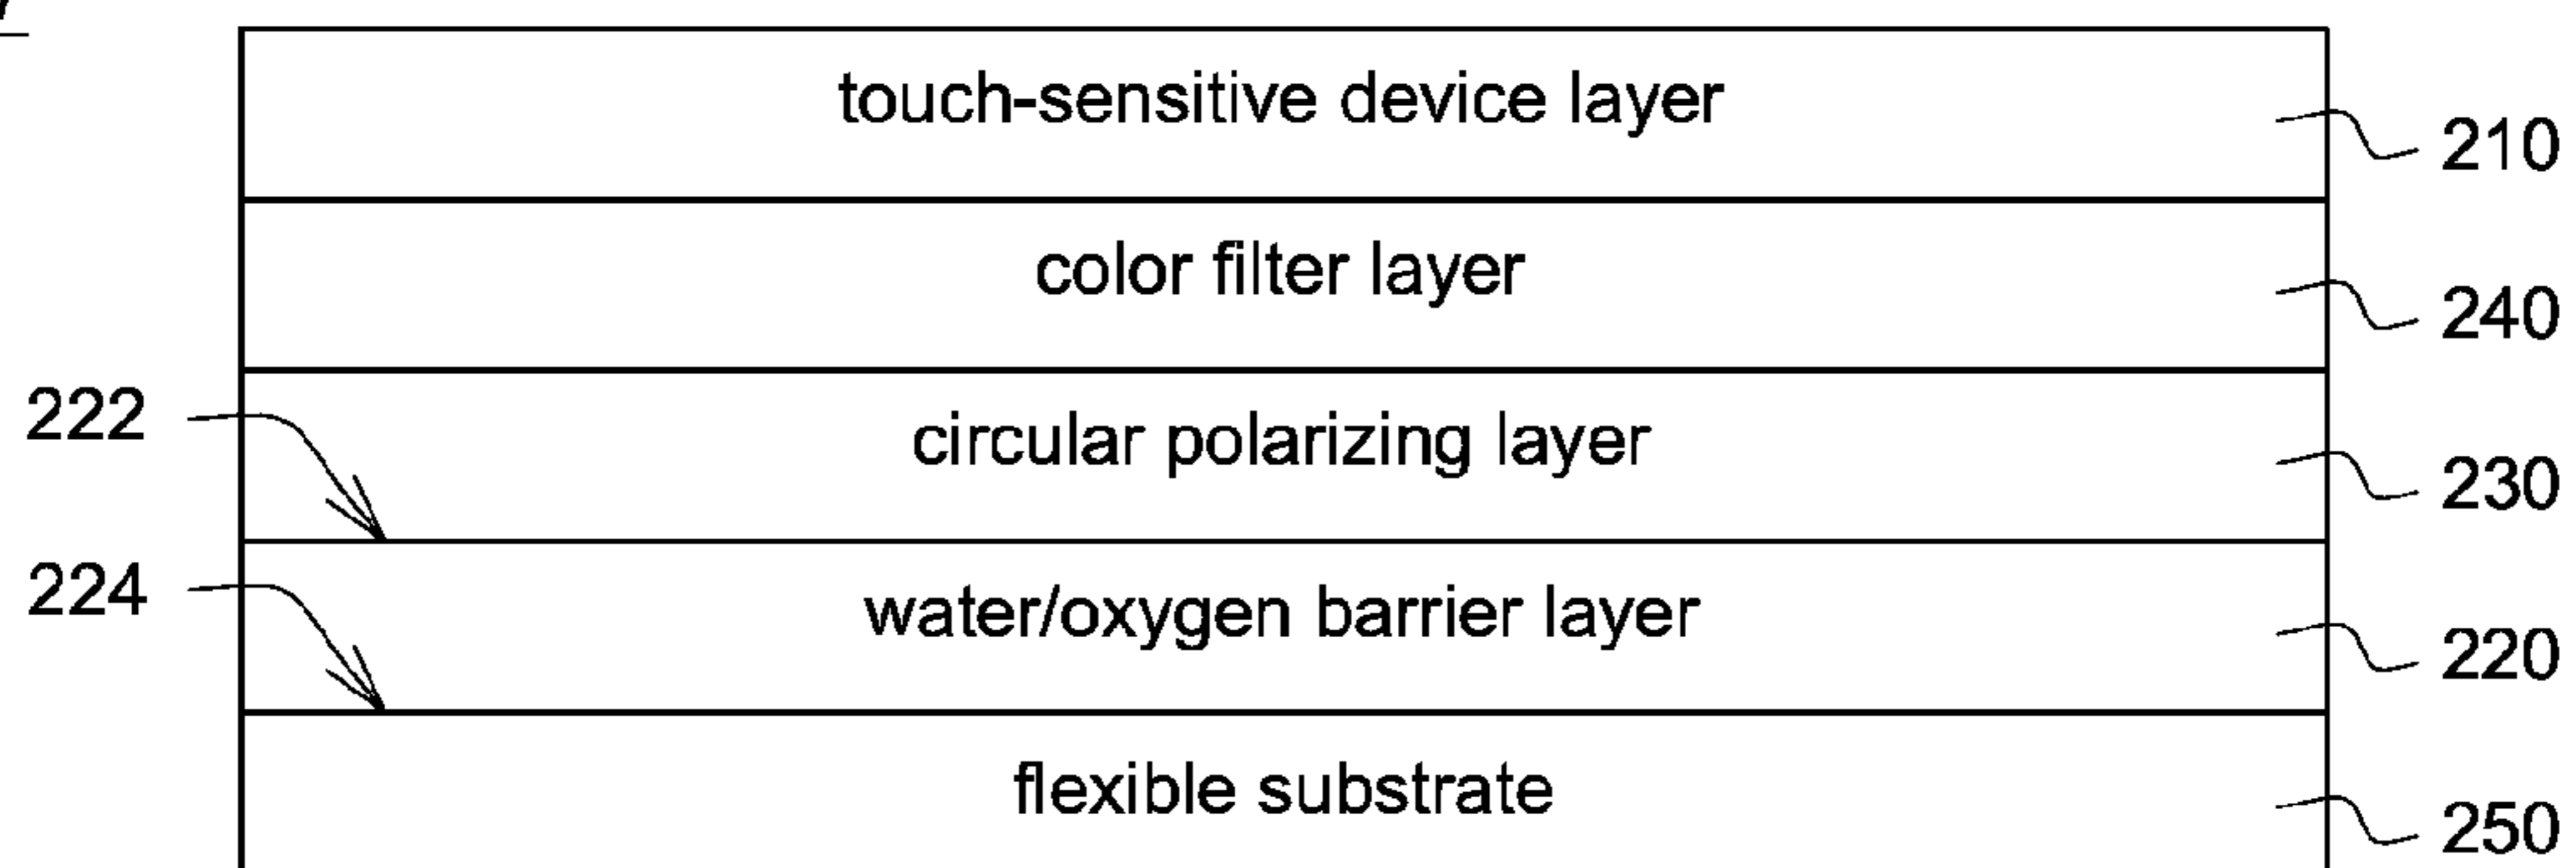 touch-sensitive device layer
210
color filter layer
240
222
circular polarizing layer
230
224
water/oxygen barrier layer
220
flexible substrate
250